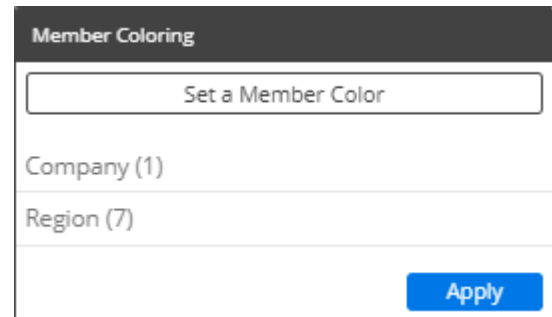 Member Coloring
Set a Member Color
Company (1)
Region (7)
Apply